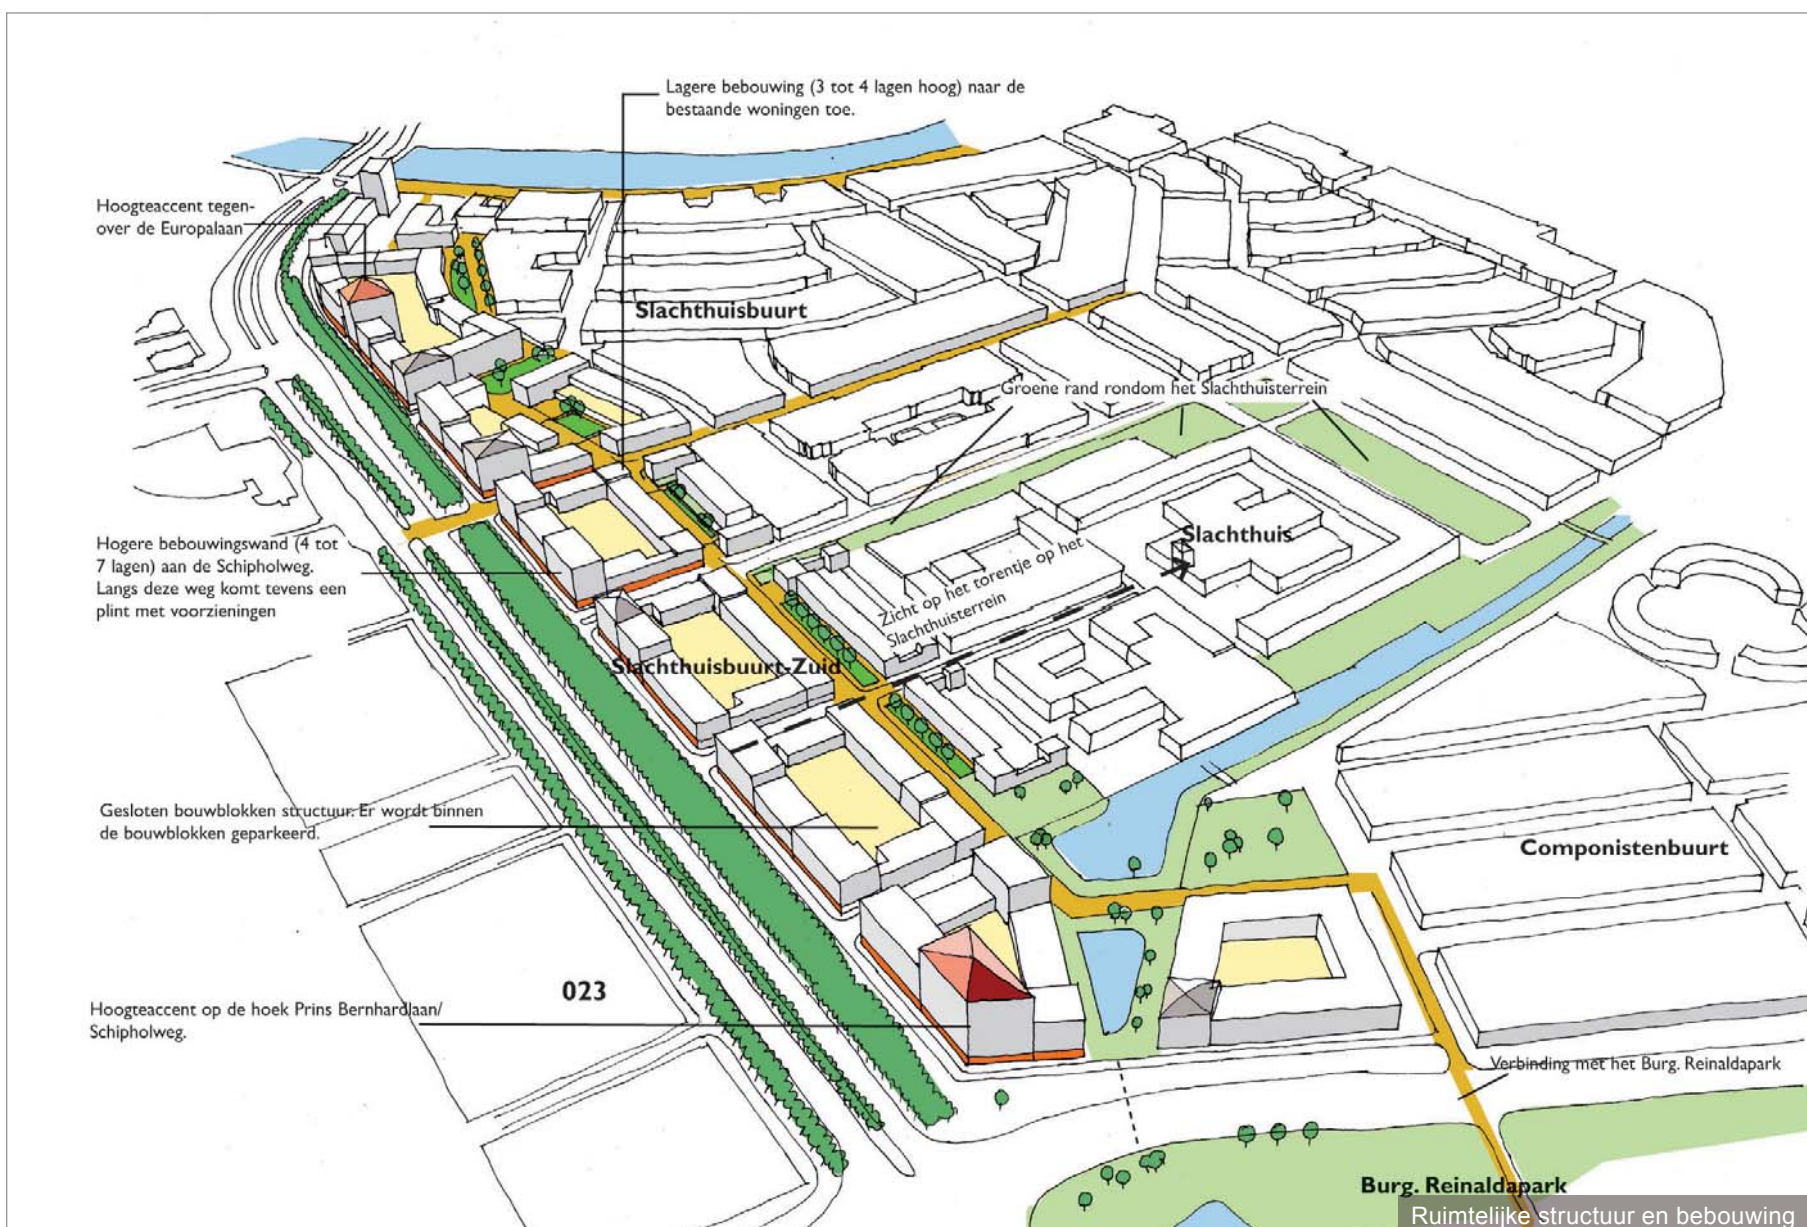 Lagere bebouwing (3 tot 4 lagen hoog) naar de
bestaande woningen toe.
Hoogteaccent tegen-
over de Europalaan
Slachthuisbuurt
Groene rand rondom het Slachthuisterrein
Hogere bebouwingswand (4 tot
7 lagen) aan de Schipholweg.
Langs deze weg komt tevens een
plint met voorzieningen
Slachthuis
Zicht op het torentje op het
Slachthuisterrein
Slachthuisbuurt-Zuid
Gesloten bouwblokken structuur. Er wordt binnen
de bouwblokken geparkeerd.
Componistenbuurt
023
Hoogteaccent op de hoek Prins Bernhardlaan/
Schipholweg.
Verbinding met het Burg. Reinaldapark
Burg. Reinaldapark
Ruimtelijke structuur en bebouwing